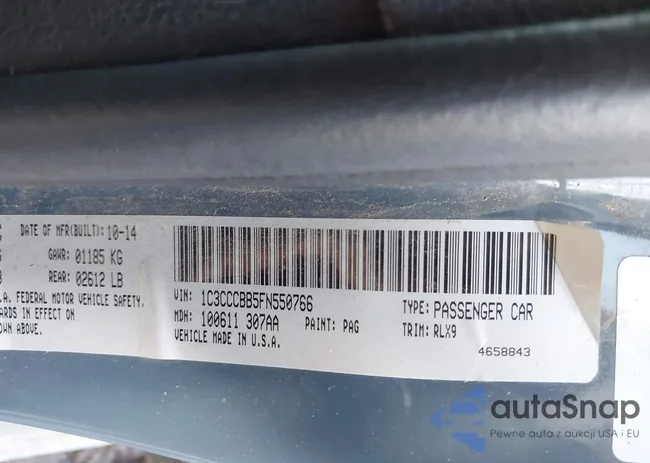 DATE OF MFR(BUILT): 10-14
GAWR: 01185 KG
REAR: 02612 LB
.A. FEDERAL MOTOR VEHICLE SAFETY,
ARDS IN EFFECT ON
OWN ABOVE.
VIN: 1C3CCCBB5FN550766
TYPE: PASSENGER CAR
MDH: 100611 307AA
PAINT: PAG
TRIM: RLX9
VEHICLE MADE IN U.S.A.
4658843
autaSnap
Pewne auta z aukcji USA i EU